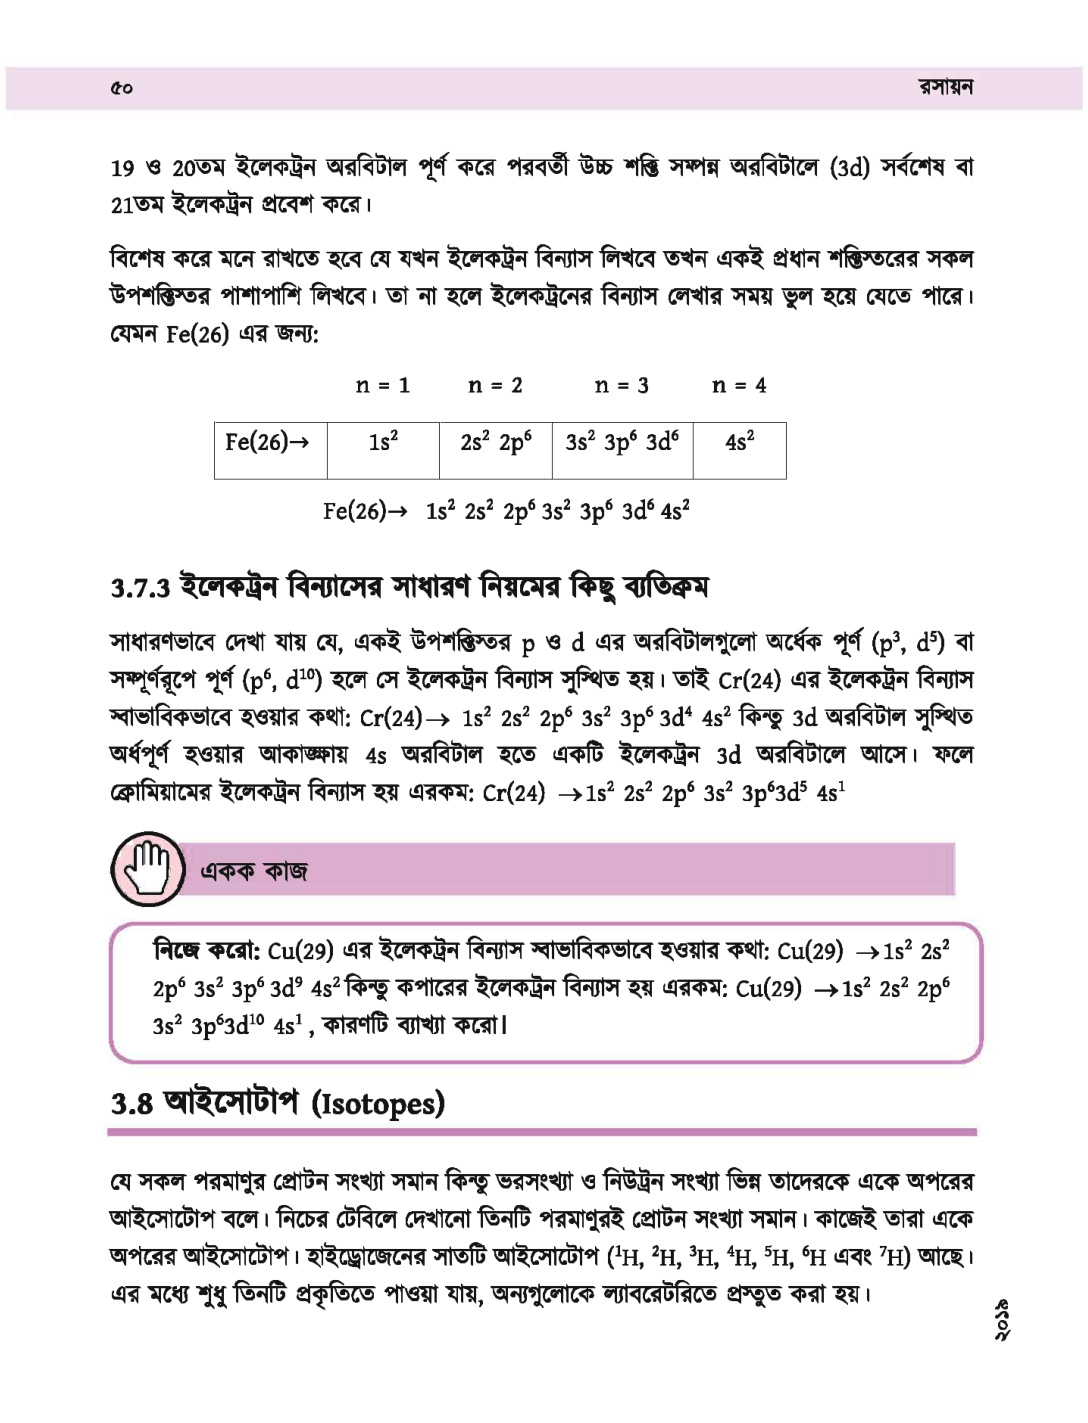 ৫০ রসায়ন
19 ও 20তম ইলেকট্রন অরবিটাল পূর্ণ করে পরবর্তী উচ্চ শক্তি সম্পন্ন অরবিটালে (3d) সর্বশেষ বা
21তম ইলেকট্রন প্রবেশ করে।
বিশেষ করে মনে রাখতে হবে যে যখন ইলেকট্রন বিন্যাস লিখবে তখন একই প্রধান শক্তিস্তরের সকল
উপশক্তিস্তর পাশাপাশি লিখবে। তা না হলে ইলেকট্রনের বিন্যাস লেখার সময় ভুল হয়ে যেতে পারে।
যেমন Fe(26) এর জন্য:
n = 1 n = 2 n = 3 n = 4
Fe(26)→ 1s² 2s² 2p⁶ 3s² 3p⁶ 3d⁶ 4s²
Fe(26)→ 1s² 2s² 2p⁶ 3s² 3p⁶ 3d⁶ 4s²
3.7.3 ইলেকট্রন বিন্যাসের সাধারণ নিয়মের কিছু ব্যতিক্রম
সাধারণভাবে দেখা যায় যে, একই উপশক্তিস্তর p ও d এর অরবিটালগুলো অর্ধেক পূর্ণ (p³, d⁵) বা
সম্পূর্ণরূপে পূর্ণ (p⁶, d¹⁰) হলে সে ইলেকট্রন বিন্যাস সুস্থিত হয়। তাই Cr(24) এর ইলেকট্রন বিন্যাস
স্বাভাবিকভাবে হওয়ার কথা: Cr(24)→ 1s² 2s² 2p⁶ 3s² 3p⁶ 3d⁴ 4s² কিন্তু 3d অরবিটাল সুস্থিত
অর্ধপূর্ণ হওয়ার আকাঙ্ক্ষায় 4s অরবিটাল হতে একটি ইলেকট্রন 3d অরবিটালে আসে। ফলে
ক্রোমিয়ামের ইলেকট্রন বিন্যাস হয় এরকম: Cr(24) →1s² 2s² 2p⁶ 3s² 3p⁶3d⁵ 4s¹
একক কাজ
নিজে করো: Cu(29) এর ইলেকট্রন বিন্যাস স্বাভাবিকভাবে হওয়ার কথা: Cu(29) →1s² 2s²
2p⁶ 3s² 3p⁶ 3d⁹ 4s² কিন্তু কপারের ইলেকট্রন বিন্যাস হয় এরকম: Cu(29) →1s² 2s² 2p⁶
3s² 3p⁶3d¹⁰ 4s¹ , কারণটি ব্যাখ্যা করো।
3.8 আইসোটাপ (Isotopes)
যে সকল পরমাণুর প্রোটন সংখ্যা সমান কিন্তু ভরসংখ্যা ও নিউট্রন সংখ্যা ভিন্ন তাদেরকে একে অপরের
আইসোটোপ বলে। নিচের টেবিলে দেখানো তিনটি পরমাণুরই প্রোটন সংখ্যা সমান। কাজেই তারা একে
অপরের আইসোটোপ। হাইড্রোজেনের সাতটি আইসোটোপ (¹H, ²H, ³H, ⁴H, ⁵H, ⁶H এবং ⁷H) আছে।
এর মধ্যে শুধু তিনটি প্রকৃতিতে পাওয়া যায়, অন্যগুলোকে ল্যাবরেটরিতে প্রস্তুত করা হয়।
২০১৯